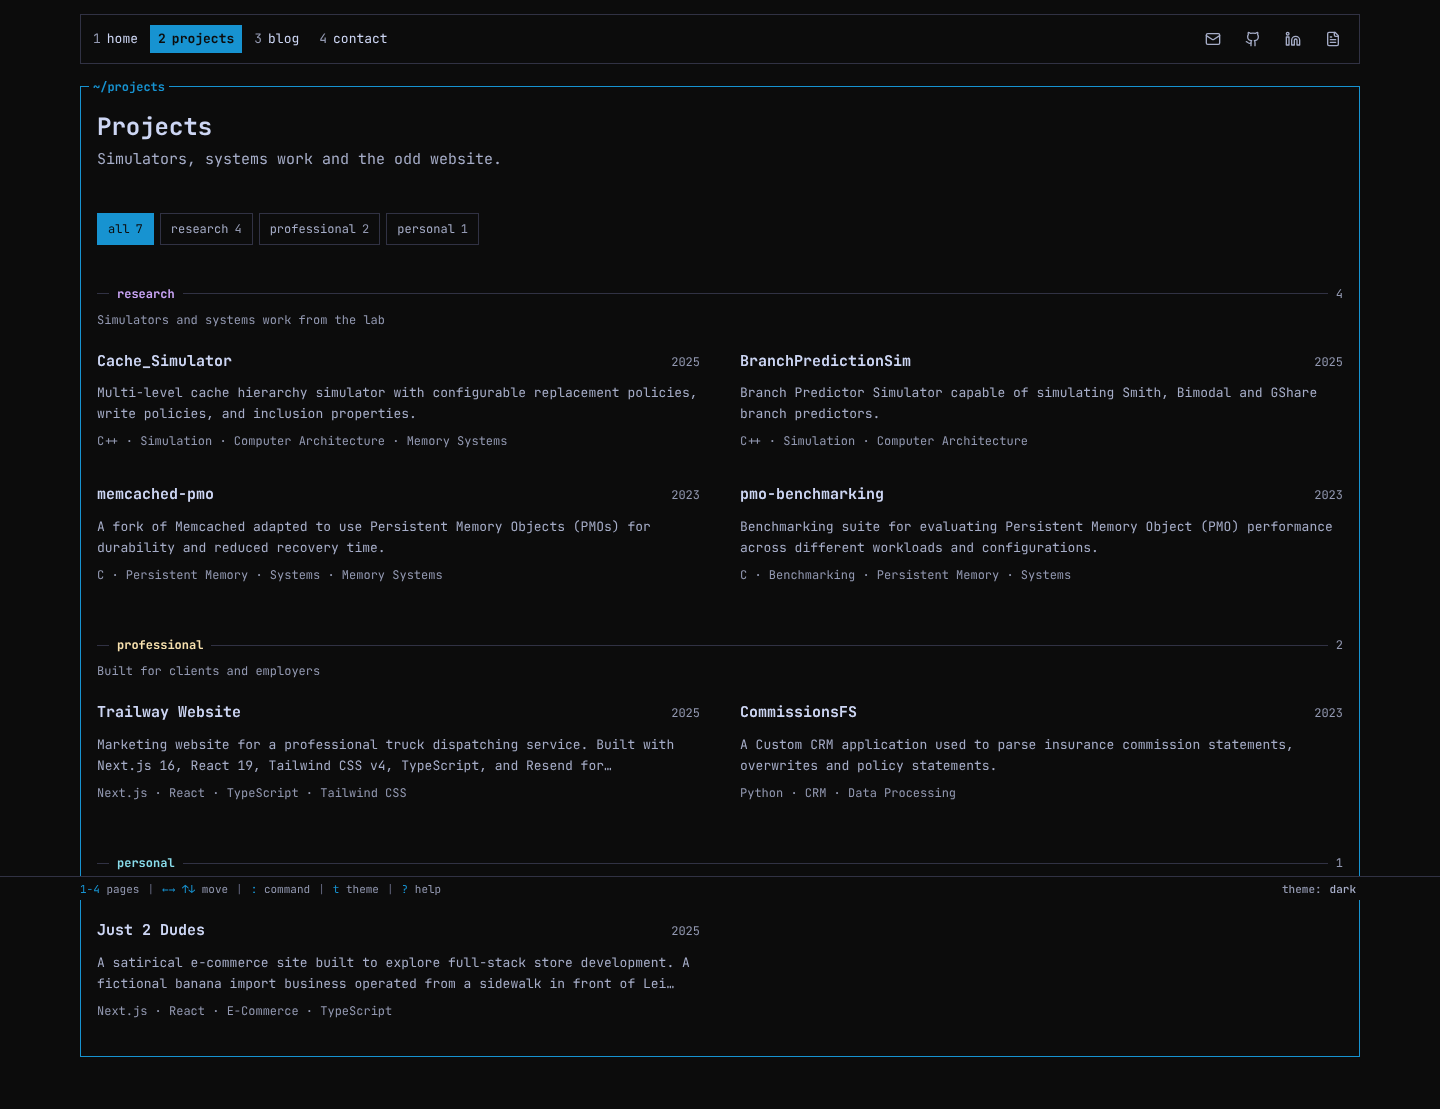 1 home 2 projects 3 blog 4 contact
~/projects
Projects
Simulators, systems work and the odd website.
all 7 research 4 professional 2 personal 1
research 4
Simulators and systems work from the lab
Cache_Simulator 2025
Multi-level cache hierarchy simulator with configurable replacement policies,
write policies, and inclusion properties.
C++ · Simulation · Computer Architecture · Memory Systems
BranchPredictionSim 2025
Branch Predictor Simulator capable of simulating Smith, Bimodal and GShare
branch predictors.
C++ · Simulation · Computer Architecture
memcached-pmo 2023
A fork of Memcached adapted to use Persistent Memory Objects (PMOs) for
durability and reduced recovery time.
C · Persistent Memory · Systems · Memory Systems
pmo-benchmarking 2023
Benchmarking suite for evaluating Persistent Memory Object (PMO) performance
across different workloads and configurations.
C · Benchmarking · Persistent Memory · Systems
professional 2
Built for clients and employers
Trailway Website 2025
Marketing website for a professional truck dispatching service. Built with
Next.js 16, React 19, Tailwind CSS v4, TypeScript, and Resend for…
Next.js · React · TypeScript · Tailwind CSS
CommissionsFS 2023
A Custom CRM application used to parse insurance commission statements,
overwrites and policy statements.
Python · CRM · Data Processing
personal 1
1-4 pages | ←→ ↑↓ move | : command | t theme | ? help theme: dark
Just 2 Dudes 2025
A satirical e-commerce site built to explore full-stack store development. A
fictional banana import business operated from a sidewalk in front of Lei…
Next.js · React · E-Commerce · TypeScript